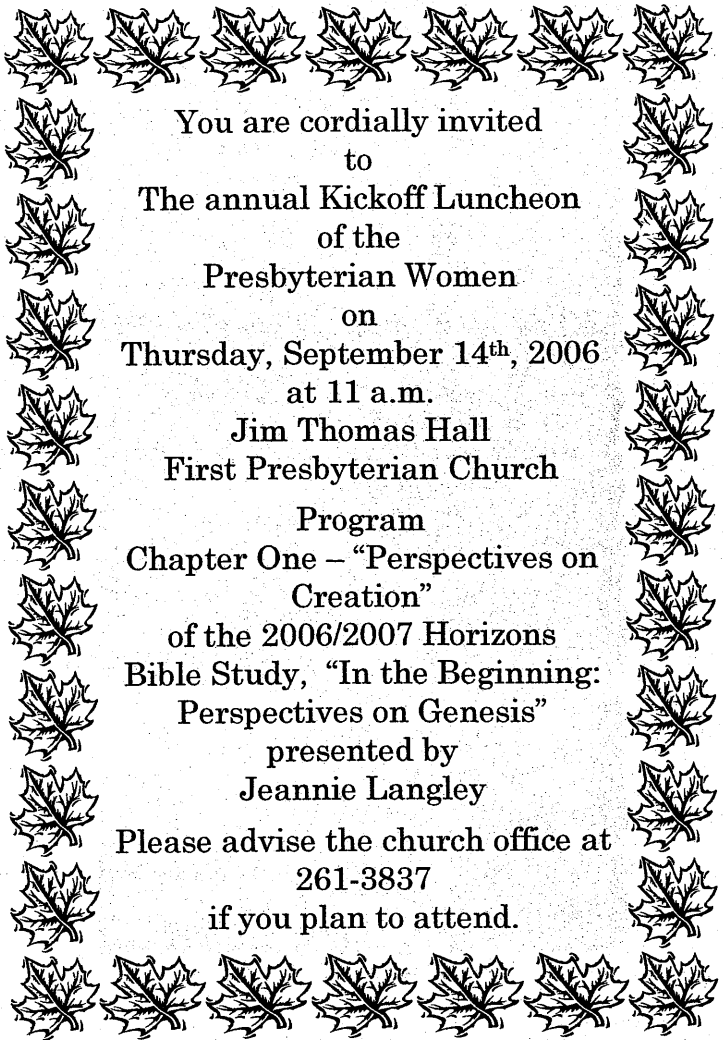 You are cordially invited
to
The annual Kickoff Luncheon
of the
Presbyterian Women
on
Thursday, September 14th, 2006
at 11 a.m.
Jim Thomas Hall
First Presbyterian Church
Program
Chapter One – “Perspectives on
Creation”
of the 2006/2007 Horizons
Bible Study, “In the Beginning:
Perspectives on Genesis”
presented by
Jeannie Langley
Please advise the church office at
261-3837
if you plan to attend.